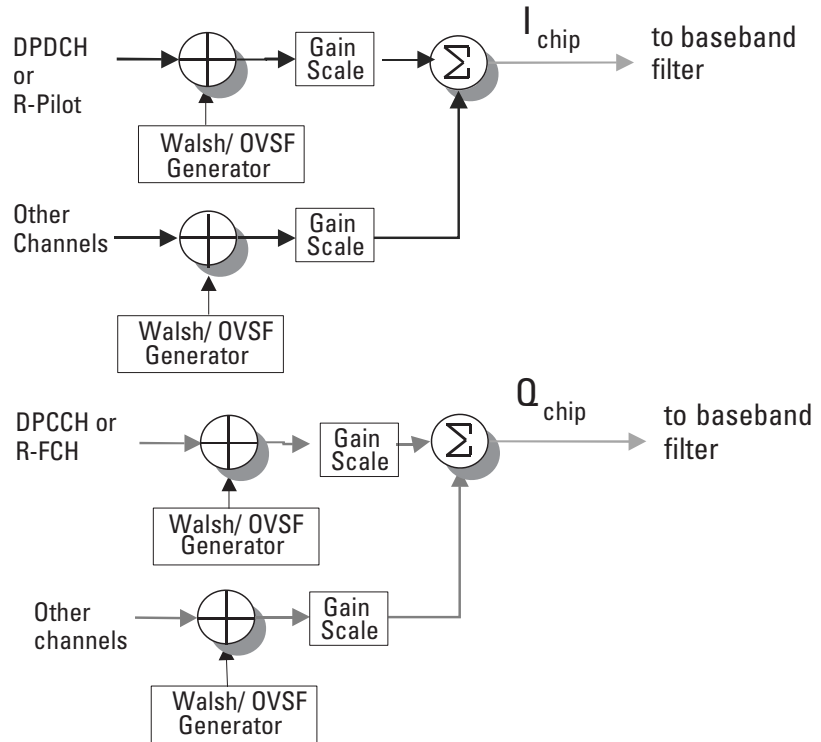 DPDCH
or
R-Pilot
Gain
Scale
Σ
I chip
to baseband
filter
Walsh/ OVSF
Generator
Other
Channels
Gain
Scale
Walsh/ OVSF
Generator
DPCCH or
R-FCH
Gain
Scale
Σ
Q chip
to baseband
filter
Walsh/ OVSF
Generator
Other
channels
Gain
Scale
Walsh/ OVSF
Generator